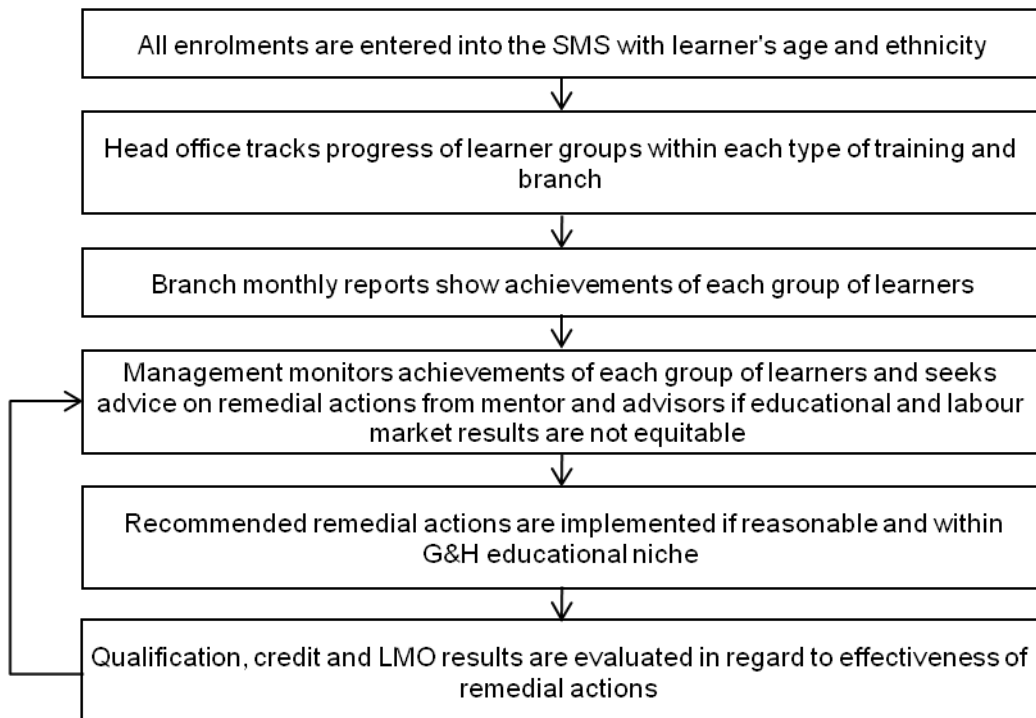 All enrolments are entered into the SMS with learner's age and ethnicity
Head office tracks progress of learner groups within each type of training and
branch
Branch monthly reports show achievements of each group of learners
Management monitors achievements of each group of learners and seeks
advice on remedial actions from mentor and advisors if educational and labour
market results are not equitable
Recommended remedial actions are implemented if reasonable and within
G&H educational niche
Qualification, credit and LMO results are evaluated in regard to effectiveness of
remedial actions